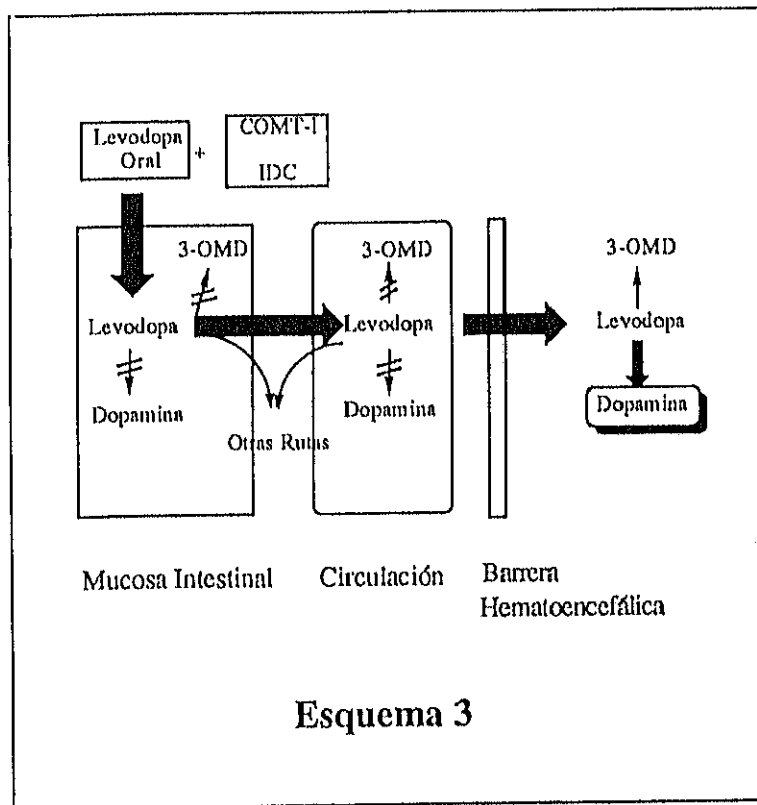 Levodopa
Oral
+
COMT-I
IDC
3-OMD
3-OMD
3-OMD
Levodopa
Levodopa
Levodopa
Dopamina
Dopamina
Dopamina
Otras Rutas
Mucosa Intestinal
Circulación
Barrera
Hematoencefálica
Esquema 3